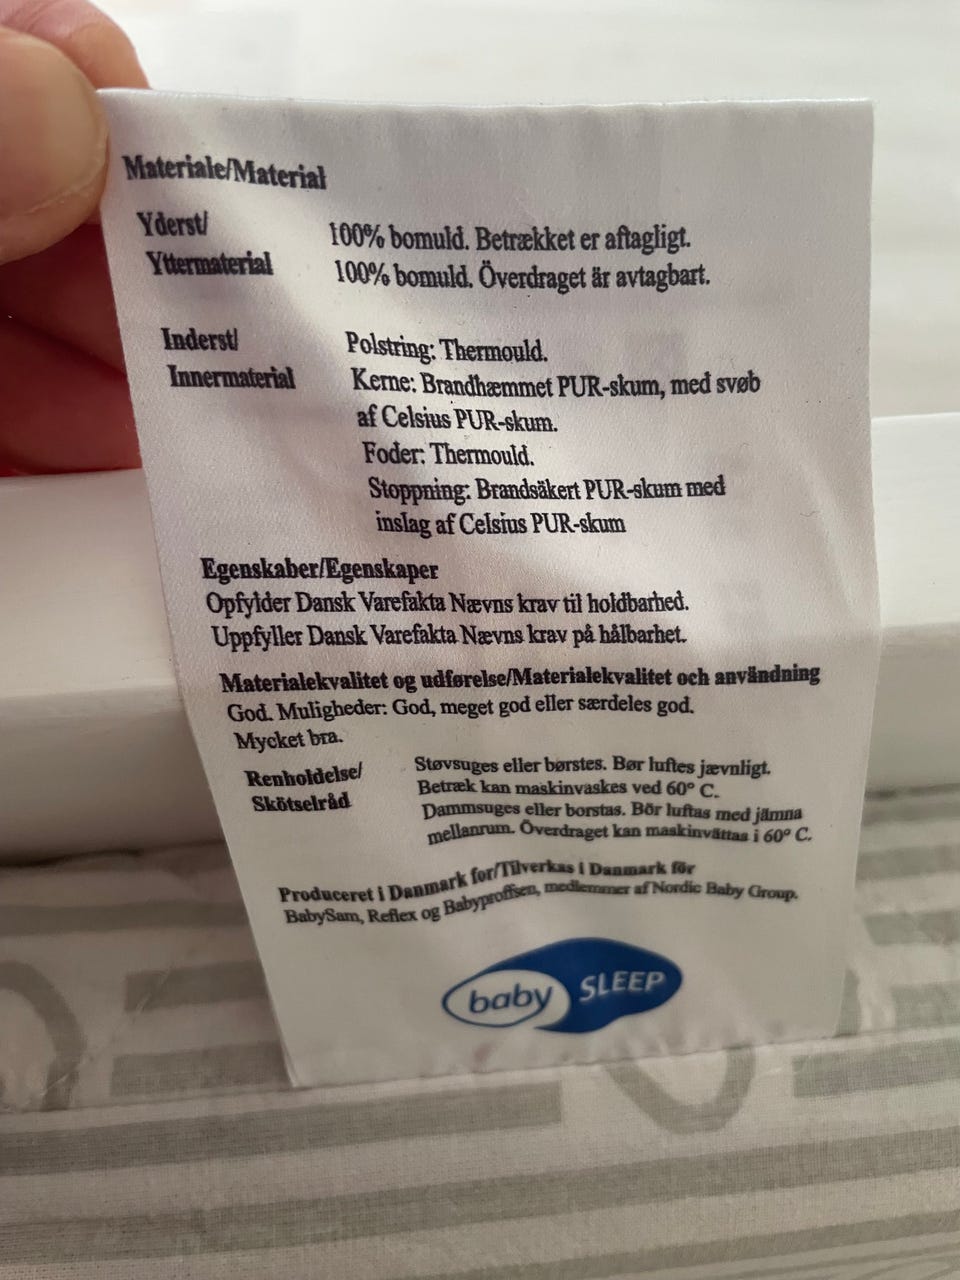 Materiale/Material
Yderst/ 100% bomuld. Betrækket er aftagligt.
Yttermaterial 100% bomuld. Överdraget är avtagbart.
Inderst/ Polstring: Thermould.
Innermaterial Kerne: Brandhæmmet PUR-skum, med svøb
af Celsius PUR-skum.
Foder: Thermould.
Stoppning: Brandsäkert PUR-skum med
inslag af Celsius PUR-skum
Egenskaber/Egenskaper
Opfylder Dansk Varefakta Nævns krav til holdbarhed.
Uppfyller Dansk Varefakta Nævns krav på hålbarhet.
Materialekvalitet og udførelse/Materialekvalitet och användning
God. Muligheder: God, meget god eller særdeles god.
Mycket bra.
Renholdelse/ Støvsuges eller børstes. Bør luftes jævnligt.
Skötselråd Betræk kan maskinvaskes ved 60° C.
Dammsuges eller borstas. Bör luftas med jämna
mellanrum. Överdraget kan maskinvättas i 60° C.
Produceret i Danmark for/Tilverkas i Danmark för
BabySam, Reflex og Babyproffsen, medlemmer af Nordic Baby Group.
baby SLEEP